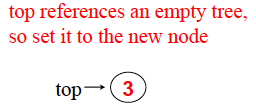 top references an empty tree,
so set it to the new node
top 3